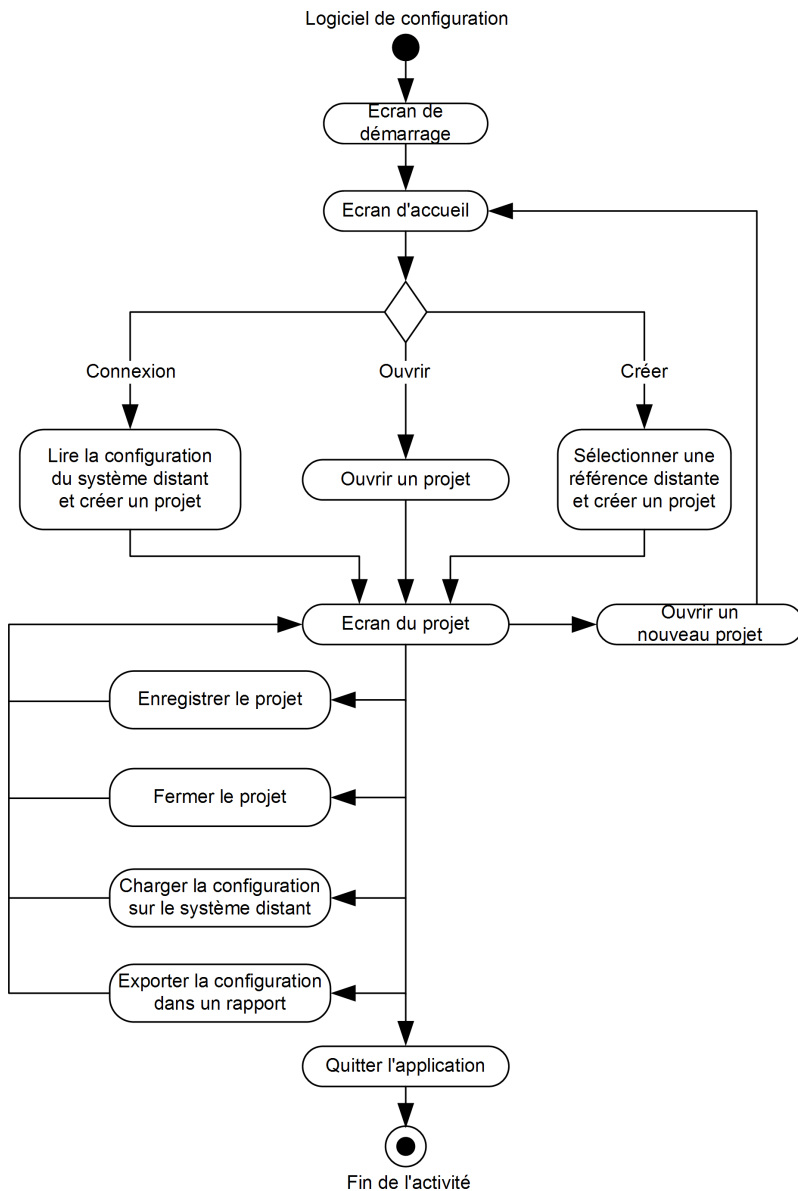 Logiciel de configuration
Ecran de
démarrage
Ecran d'accueil
Connexion
Ouvrir
Créer
Lire la configuration
du système distant
et créer un projet
Ouvrir un projet
Sélectionner une
référence distante
et créer un projet
Ecran du projet
Ouvrir un
nouveau projet
Enregistrer le projet
Fermer le projet
Charger la configuration
sur le système distant
Exporter la configuration
dans un rapport
Quitter l'application
Fin de l'activité